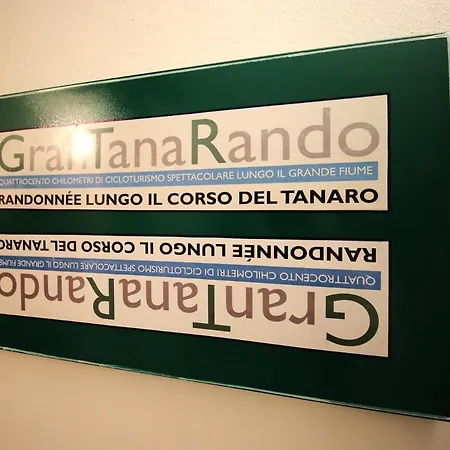 GranTanaRando
QUATTROCENTO CHILOMETRI DI CICLOTURISMO SPETTACOLARE LUNGO IL GRANDE FIUME
RANDONNÉE LUNGO IL CORSO DEL TANARO
GranTanaRando
QUATTROCENTO CHILOMETRI DI CICLOTURISMO SPETTACOLARE LUNGO IL GRANDE FIUME
RANDONNÉE LUNGO IL CORSO DEL TANARO